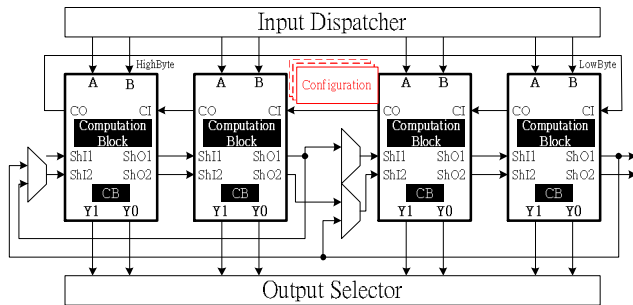 Input Dispatcher
HighByte
LowByte
A B
A B
A B
A B
Configuration
CO CI
CO CI
CO CI
CO CI
Computation
Block
Computation
Block
Computation
Block
Computation
Block
ShI1 ShO1
ShI1 ShO1
ShI1 ShO1
ShI1 ShO1
ShI2 ShO2
ShI2 ShO2
ShI2 ShO2
ShI2 ShO2
CB
CB
CB
CB
Y1 Y0
Y1 Y0
Y1 Y0
Y1 Y0
Output Selector